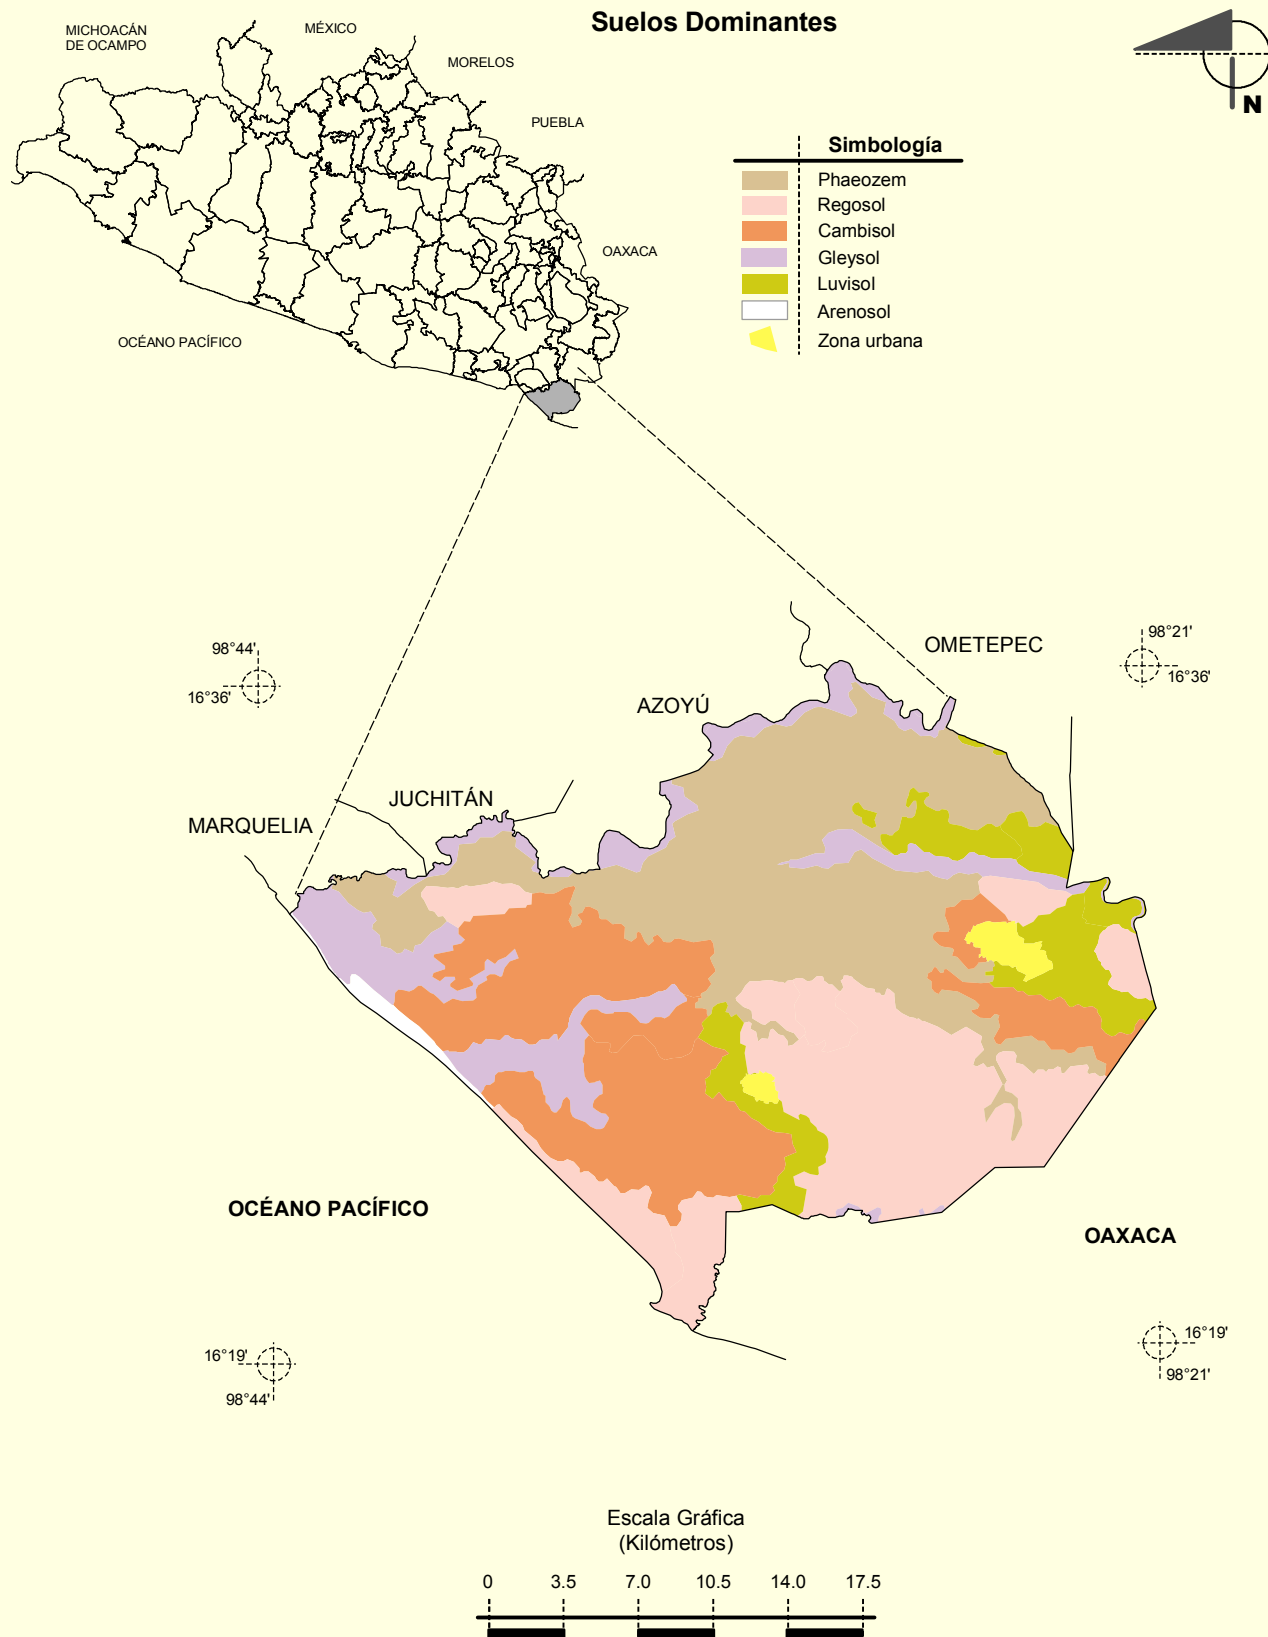 Suelos Dominantes
MICHOACÁN
DE OCAMPO
MÉXICO
MORELOS
PUEBLA
OAXACA
OCÉANO PACÍFICO
N
Simbología
Phaeozem
Regosol
Cambisol
Gleysol
Luvisol
Arenosol
Zona urbana
98°44'
16°36'
98°21'
16°36'
OMETEPEC
AZOYÚ
JUCHITÁN
MARQUELIA
OCÉANO PACÍFICO
OAXACA
16°19'
98°44'
16°19'
98°21'
Escala Gráfica
(Kilómetros)
0 3.5 7.0 10.5 14.0 17.5